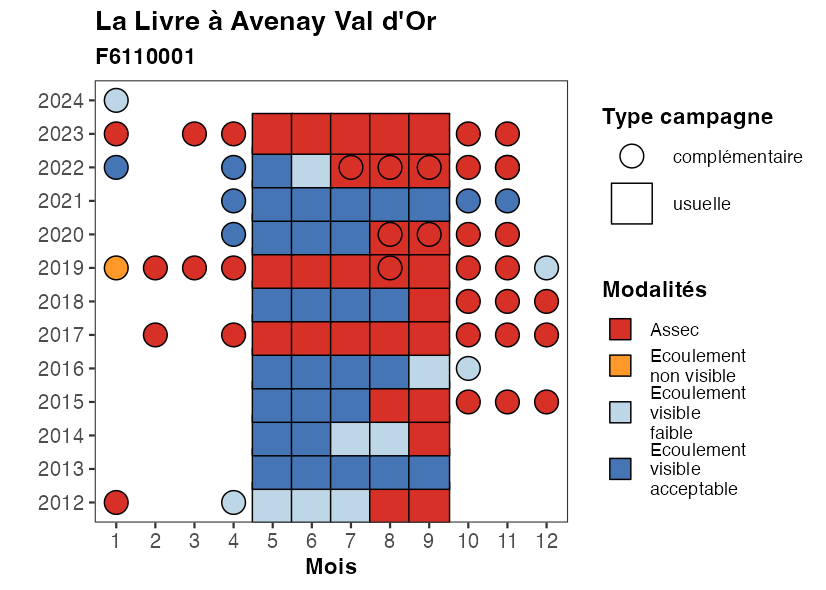 La Livre à Avenay Val d'Or
F6110001
2024
2023
2022
2021
2020
2019
2018
2017
2016
2015
2014
2013
2012
1 2 3 4 5 6 7 8 9 10 11 12
Mois
Type campagne
complémentaire
usuelle
Modalités
Assec
Ecoulement
non visible
Ecoulement
visible
faible
Ecoulement
visible
acceptable